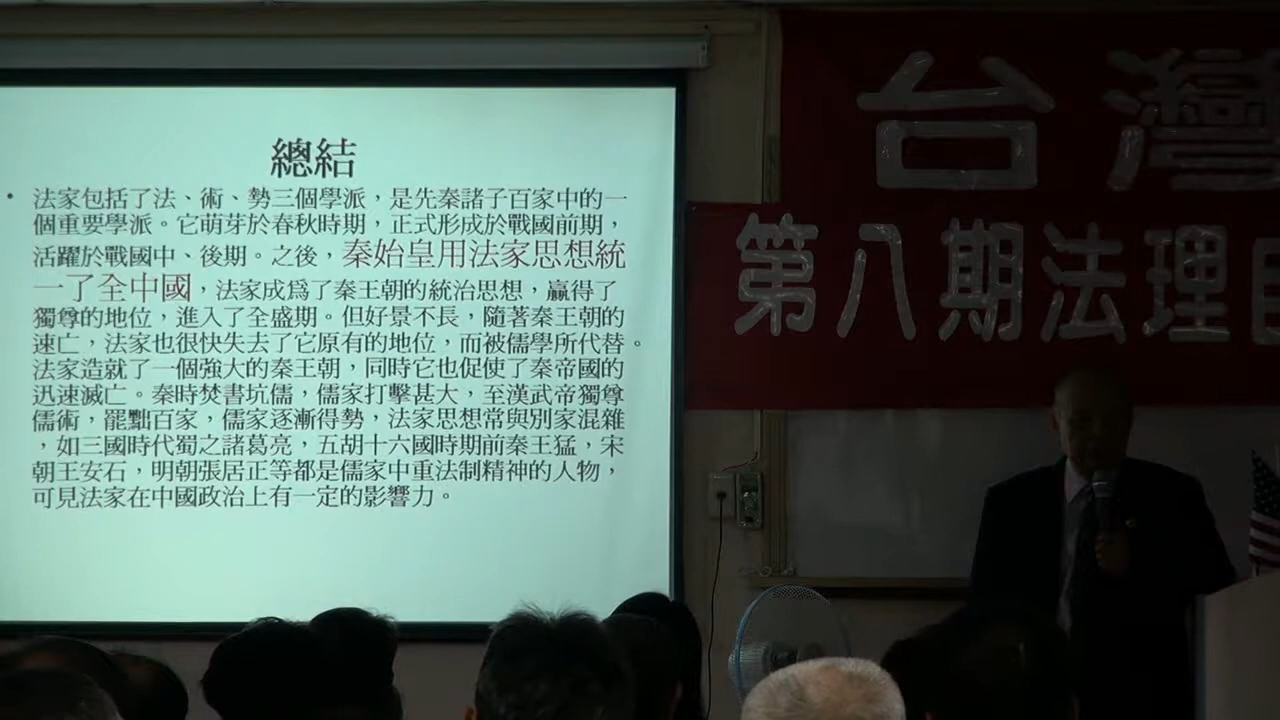 總結
• 法家包括了法、術、勢三個學派，是先秦諸子百家中的一
個重要學派。它萌芽於春秋時期，正式形成於戰國前期，
活躍於戰國中、後期。之後，秦始皇用法家思想統
一了全中國，法家成爲了秦王朝的統治思想，贏得了
獨尊的地位，進入了全盛期。但好景不長，隨著秦王朝的
速亡，法家也很快失去了它原有的地位，而被儒學所代替。
法家造就了一個強大的秦王朝，同時它也促使了秦帝國的
迅速滅亡。秦時焚書坑儒，儒家打擊甚大，至漢武帝獨尊
儒術，罷黜百家，儒家逐漸得勢，法家思想常與別家混雜
，如三國時代蜀之諸葛亮，五胡十六國時期前秦王猛，宋
朝王安石，明朝張居正等都是儒家中重法制精神的人物，
可見法家在中國政治上有一定的影響力。
台灣
第八期法理